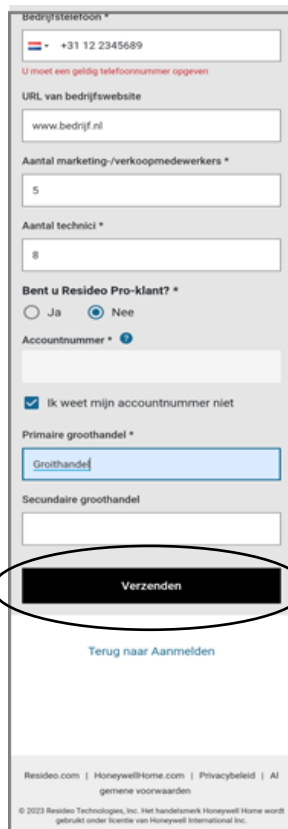 Bedrijfstelefoon *
+31 12 2345689
U moet een geldig telefoonnummer opgeven
URL van bedrijfswebsite
www.bedrijf.nl
Aantal marketing-/verkoopmedewerkers *
5
Aantal technici *
8
Bent u Resideo Pro-klant? *
Ja Nee
Accountnummer * ?
Ik weet mijn accountnummer niet
Primaire groothandel *
Groithandel
Secundaire groothandel
Verzenden
Terug naar Aanmelden
Resideo.com | HoneywellHome.com | Privacybeleid | Al
gemene voorwaarden
© 2023 Resideo Technologies, Inc. Het handelsmerk Honeywell Home wordt
gebruikt onder licentie van Honeywell International Inc.